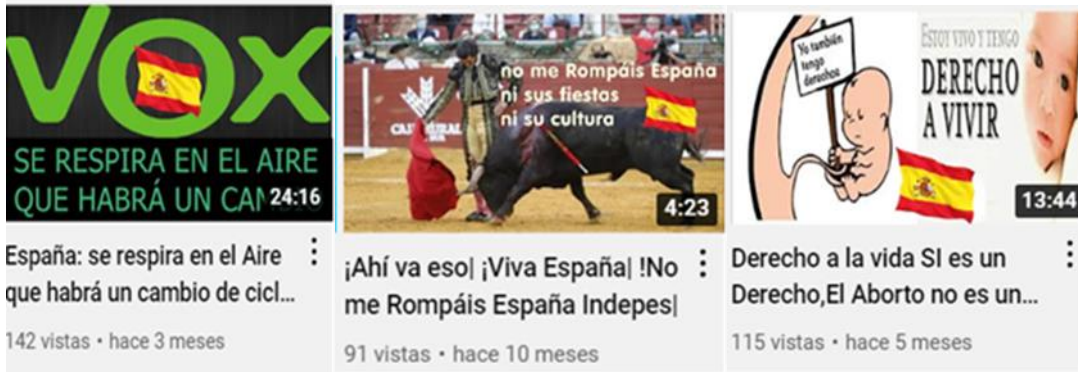 VOX
SE RESPIRA EN EL AIRE
QUE HABRÁ UN
24:16
España: se respira en el Aire
que habrá un cambio de cicl...
142 vistas • hace 3 meses
no me Rompáis España
ni sus fiestas
ni su cultura
4:23
¡Ahí va eso| ¡Viva España| !No
me Rompáis España Indepes|
91 vistas • hace 10 meses
Yo también
tengo
derechos
ESTOY VIVO Y TENGO
DERECHO
A VIVIR
13:44
Derecho a la vida SI es un
Derecho,El Aborto no es un...
115 vistas • hace 5 meses